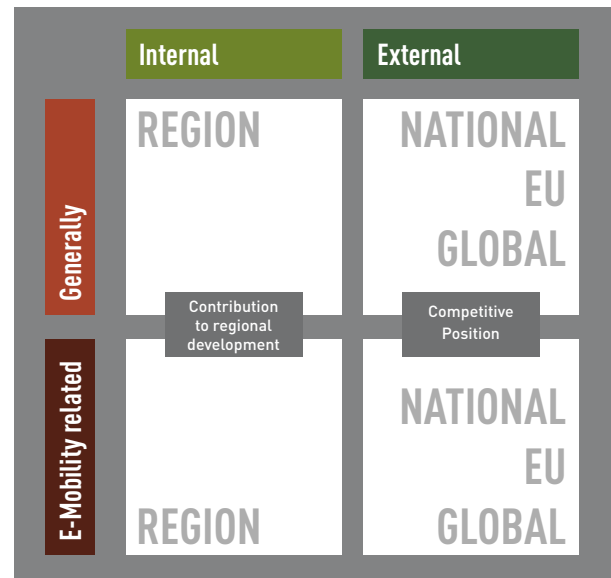 Internal
External
Generally
REGION
NATIONAL
EU
GLOBAL
Contribution
to regional
development
Competitive
Position
E-Mobility related
REGION
NATIONAL
EU
GLOBAL